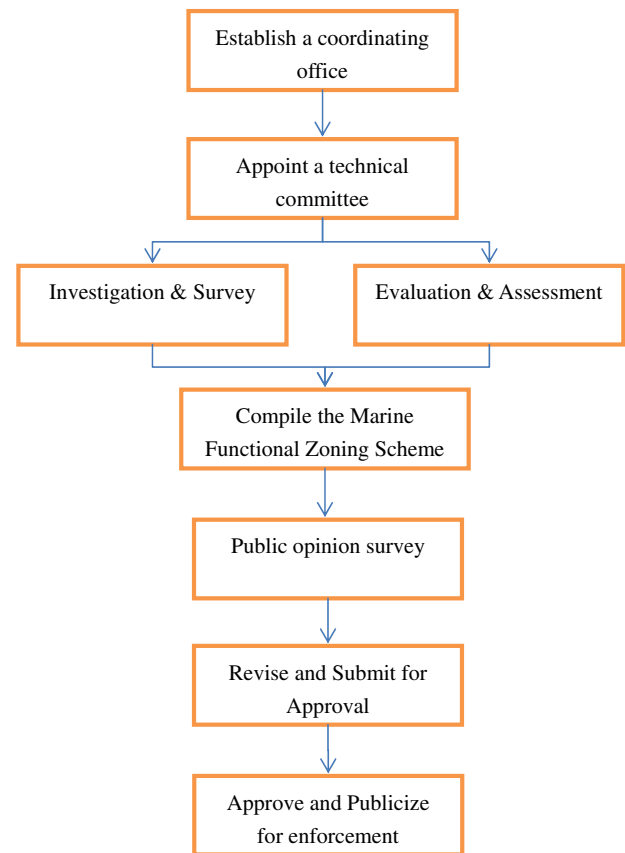 Establish a coordinating
office
Appoint a technical
committee
Investigation & Survey
Evaluation & Assessment
Compile the Marine
Functional Zoning Scheme
Public opinion survey
Revise and Submit for
Approval
Approve and Publicize
for enforcement